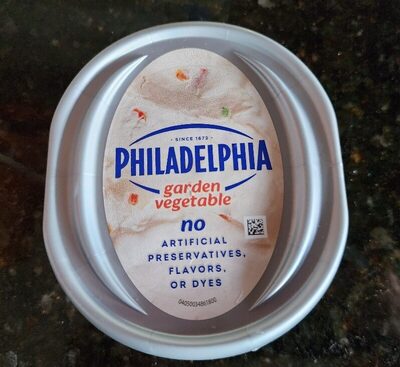 SINCE 1872
PHILADELPHIA
garden
vegetable
no
ARTIFICIAL
PRESERVATIVES,
FLAVORS,
OR DYES